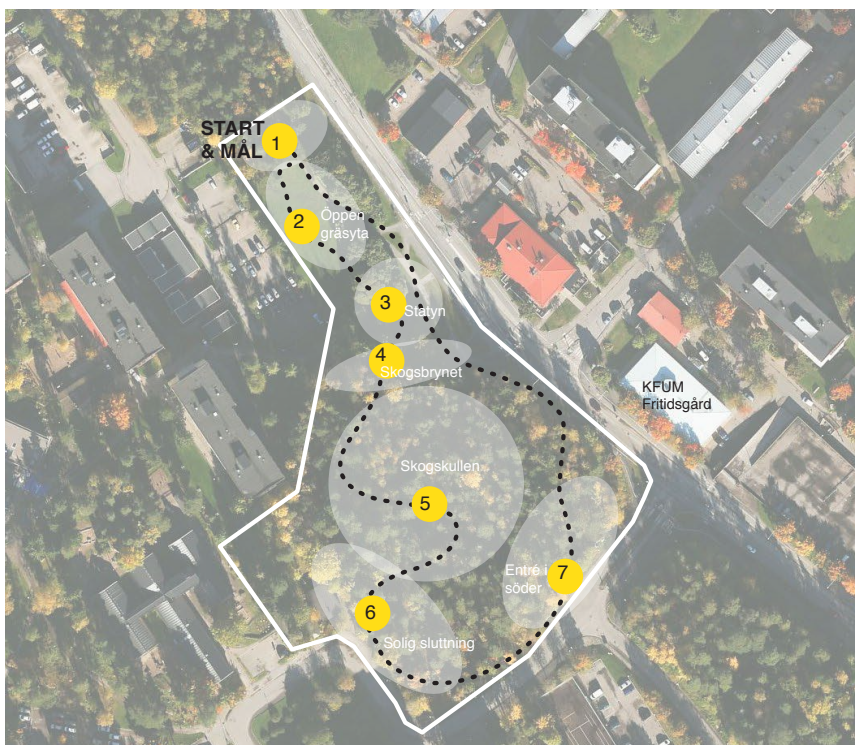 START
& MÅL
1
2
Öppen
gräsyta
3
Statyn
4
Skogsbrynet
KFUM
Fritidsgård
Skogskullen
5
Entré i
söder
7
6
Solig sluttning